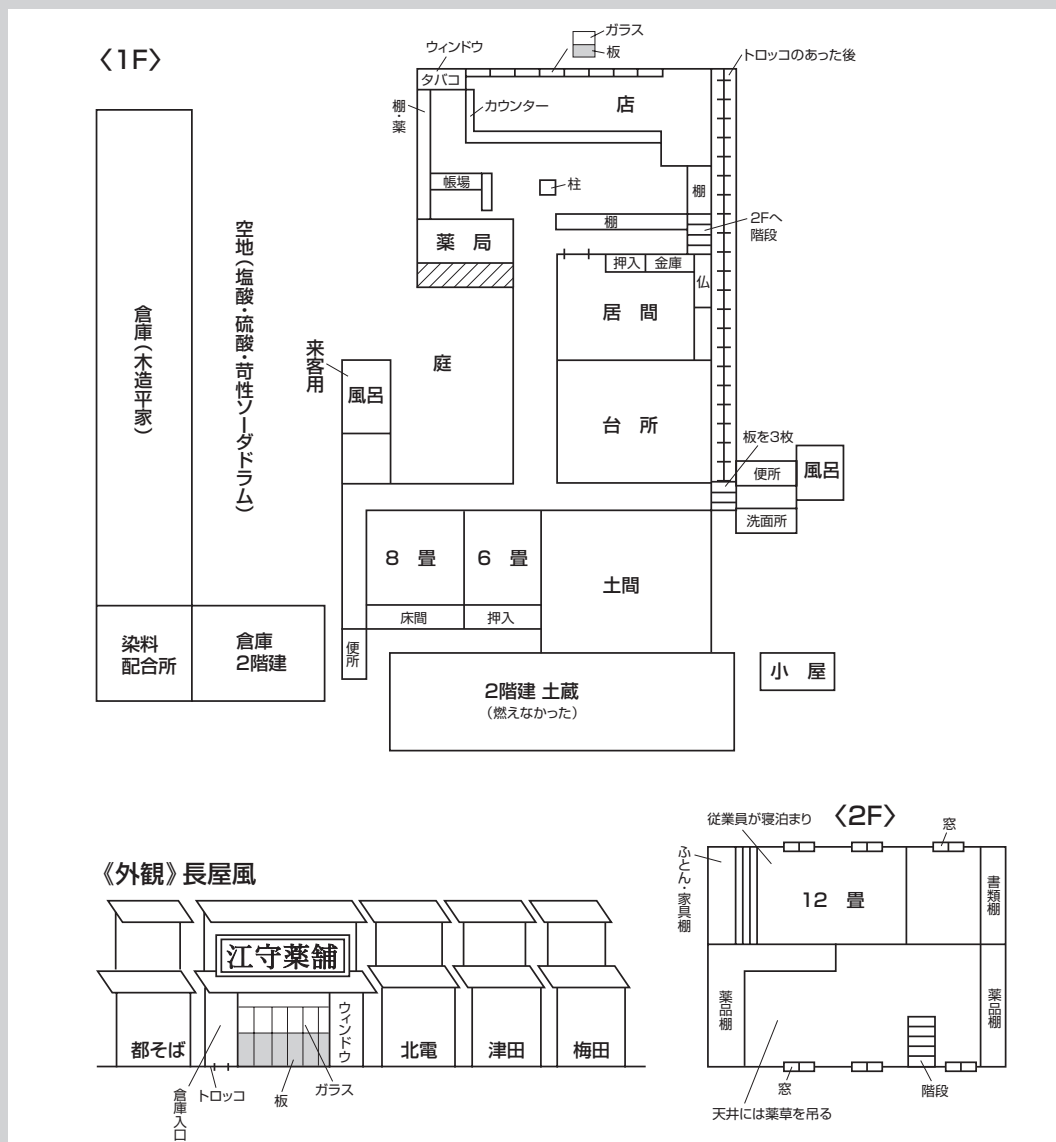 〈1F〉
ガラス
板
ウィンドウ
タバコ
トロッコのあった後
棚・薬
カウンター
店
帳場
柱
棚
棚
2Fへ
階段
薬 局
押入
金庫
仏
居 間
空地（塩酸・硫酸・苛性ソーダドラム）
倉庫（木造平家）
来客用
風呂
庭
台 所
板を3枚
便所
風呂
洗面所
8 畳
6 畳
土間
床間
押入
便所
染料
配合所
倉庫
2階建
2階建 土蔵
（燃えなかった）
小 屋
《外観》長屋風
江守薬舗
都そば
ウィンドウ
北電
津田
梅田
倉庫入口
トロッコ
板
ガラス
〈2F〉
従業員が寝泊まり
窓
ふとん・家具棚
12 畳
書類棚
薬品棚
薬品棚
窓
階段
天井には薬草を吊る